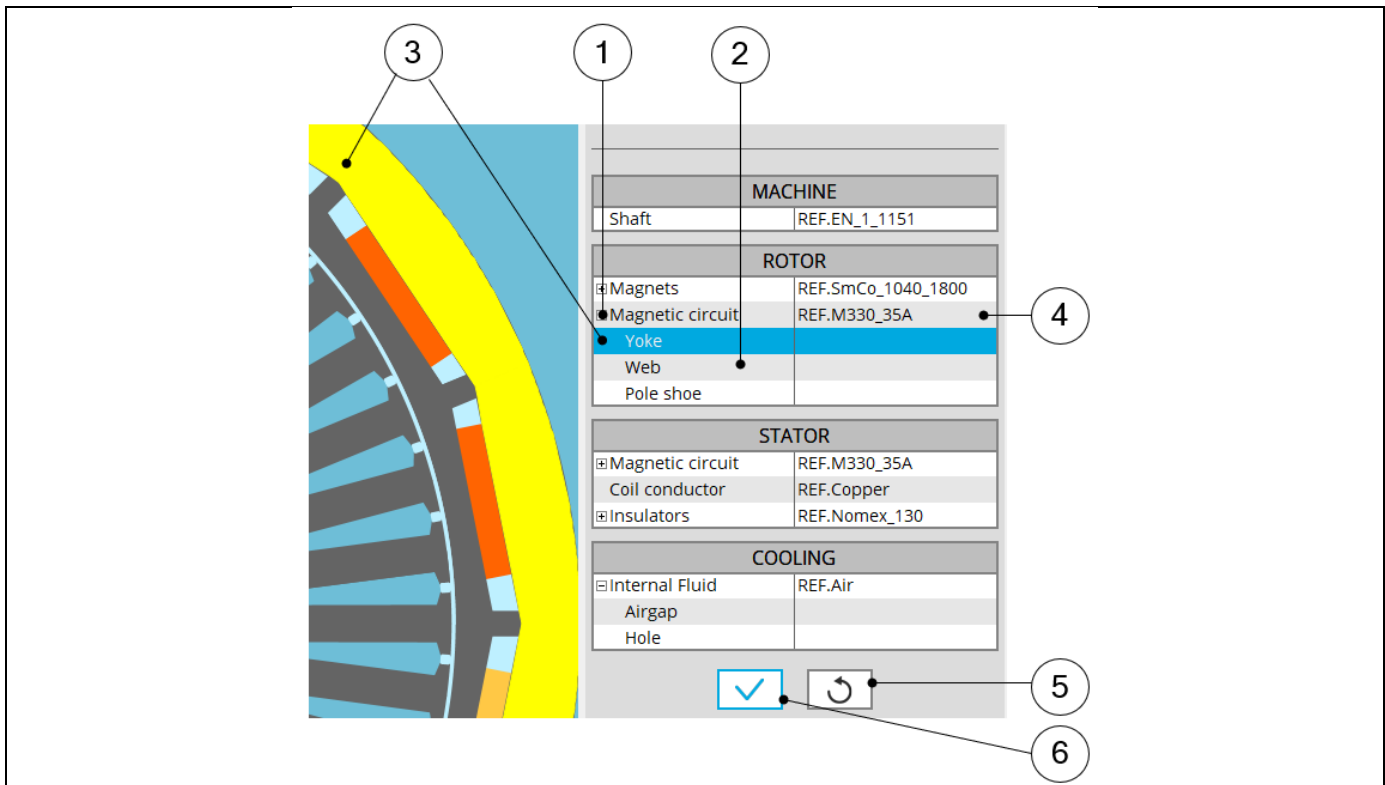 3 1 2
MACHINE
Shaft REF.EN_1_1151
ROTOR
Magnets REF.SmCo_1040_1800
Magnetic circuit REF.M330_35A 4
Yoke
Web
Pole shoe
STATOR
Magnetic circuit REF.M330_35A
Coil conductor REF.Copper
Insulators REF.Nomex_130
COOLING
Internal Fluid REF.Air
Airgap
Hole
5
6